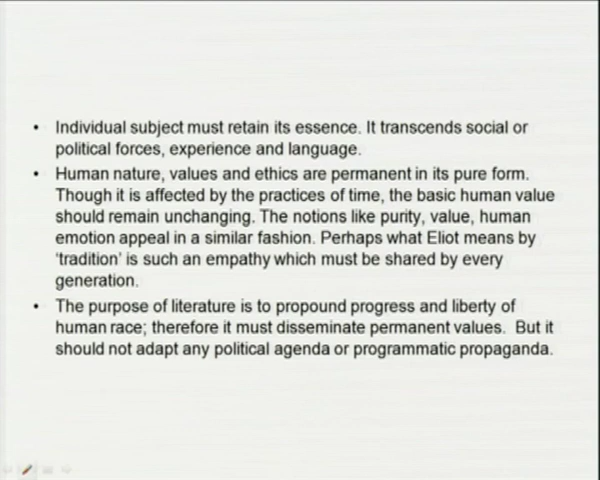 • Individual subject must retain its essence. It transcends social or
political forces, experience and language.
• Human nature, values and ethics are permanent in its pure form.
Though it is affected by the practices of time, the basic human value
should remain unchanging. The notions like purity, value, human
emotion appeal in a similar fashion. Perhaps what Eliot means by
'tradition' is such an empathy which must be shared by every
generation.
• The purpose of literature is to propound progress and liberty of
human race; therefore it must disseminate permanent values.  But it
should not adapt any political agenda or programmatic propaganda.